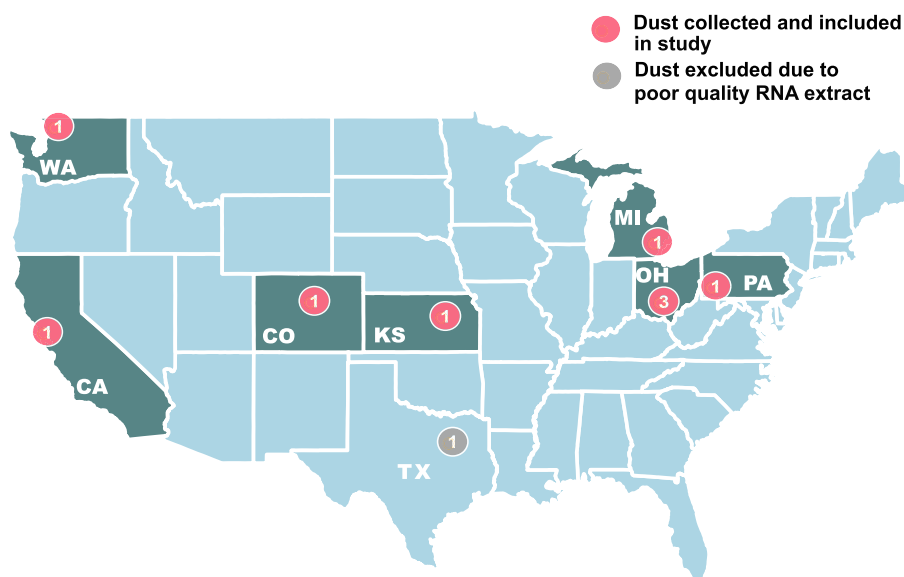 Dust collected and included
in study
Dust excluded due to
poor quality RNA extract
1
WA
MI
1
OH
3
1
PA
1
CO
1
KS
1
CA
1
TX